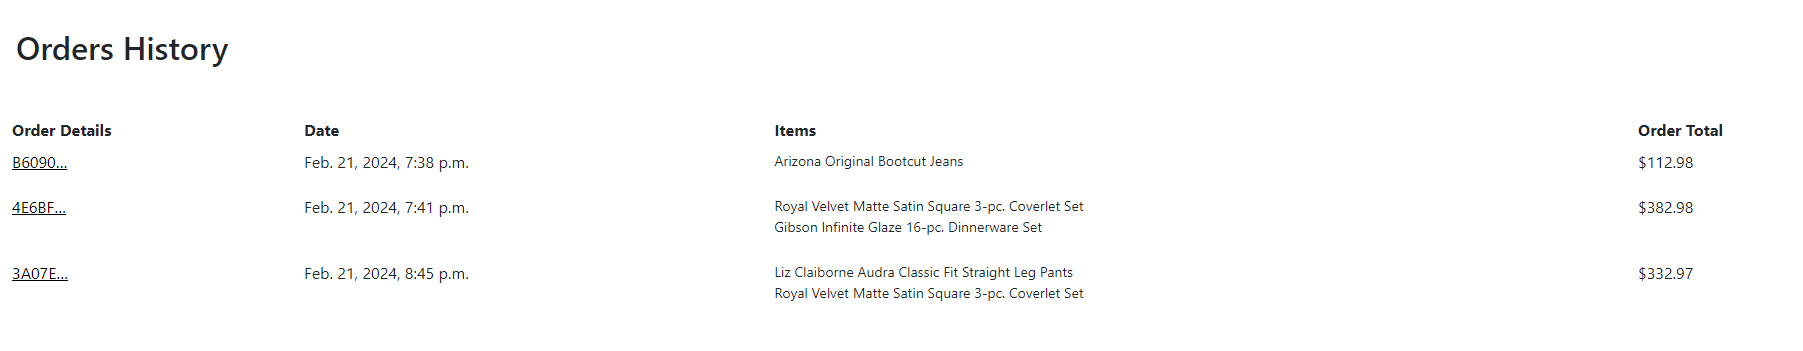 Orders History
Order Details Date Items Order Total
B6090... Feb. 21, 2024, 7:38 p.m. Arizona Original Bootcut Jeans $112.98
4E6BF... Feb. 21, 2024, 7:41 p.m. Royal Velvet Matte Satin Square 3-pc. Coverlet Set $382.98
Gibson Infinite Glaze 16-pc. Dinnerware Set
3A07E... Feb. 21, 2024, 8:45 p.m. Liz Claiborne Audra Classic Fit Straight Leg Pants $332.97
Royal Velvet Matte Satin Square 3-pc. Coverlet Set